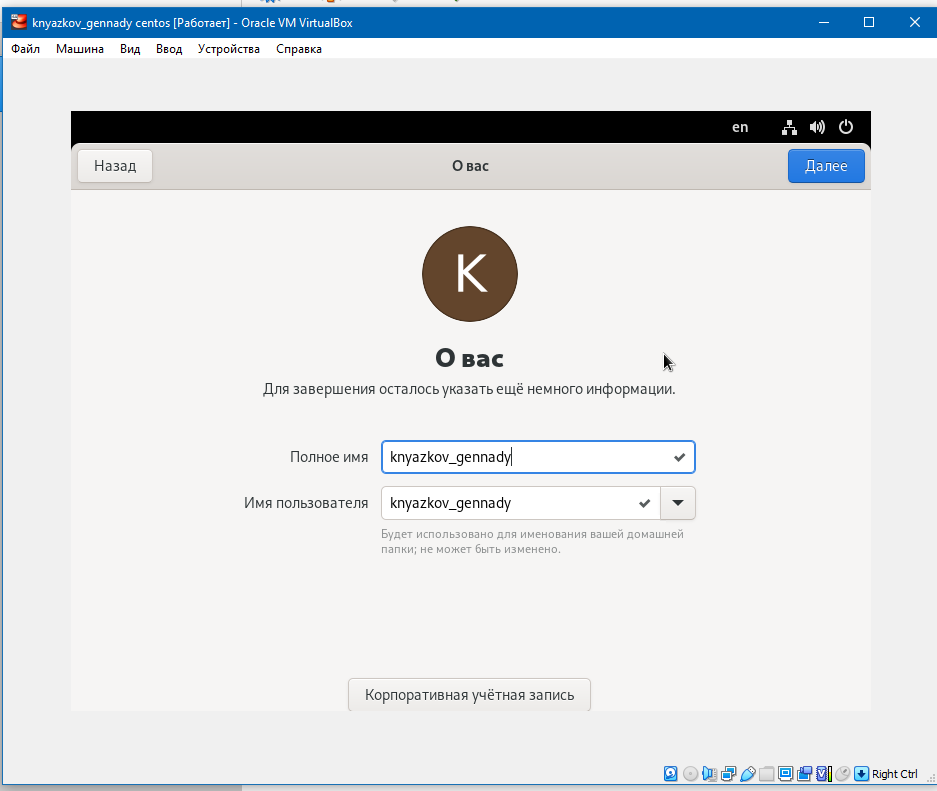 knyazkov_gennady centos [Работает] - Oracle VM VirtualBox
Файл Машина Вид Ввод Устройства Справка
en
Назад О вас Далее
K
О вас
Для завершения осталось указать ещё немного информации.
Полное имя knyazkov_gennady
Имя пользователя knyazkov_gennady
Будет использовано для именования вашей домашней
папки; не может быть изменено.
Корпоративная учётная запись
Right Ctrl